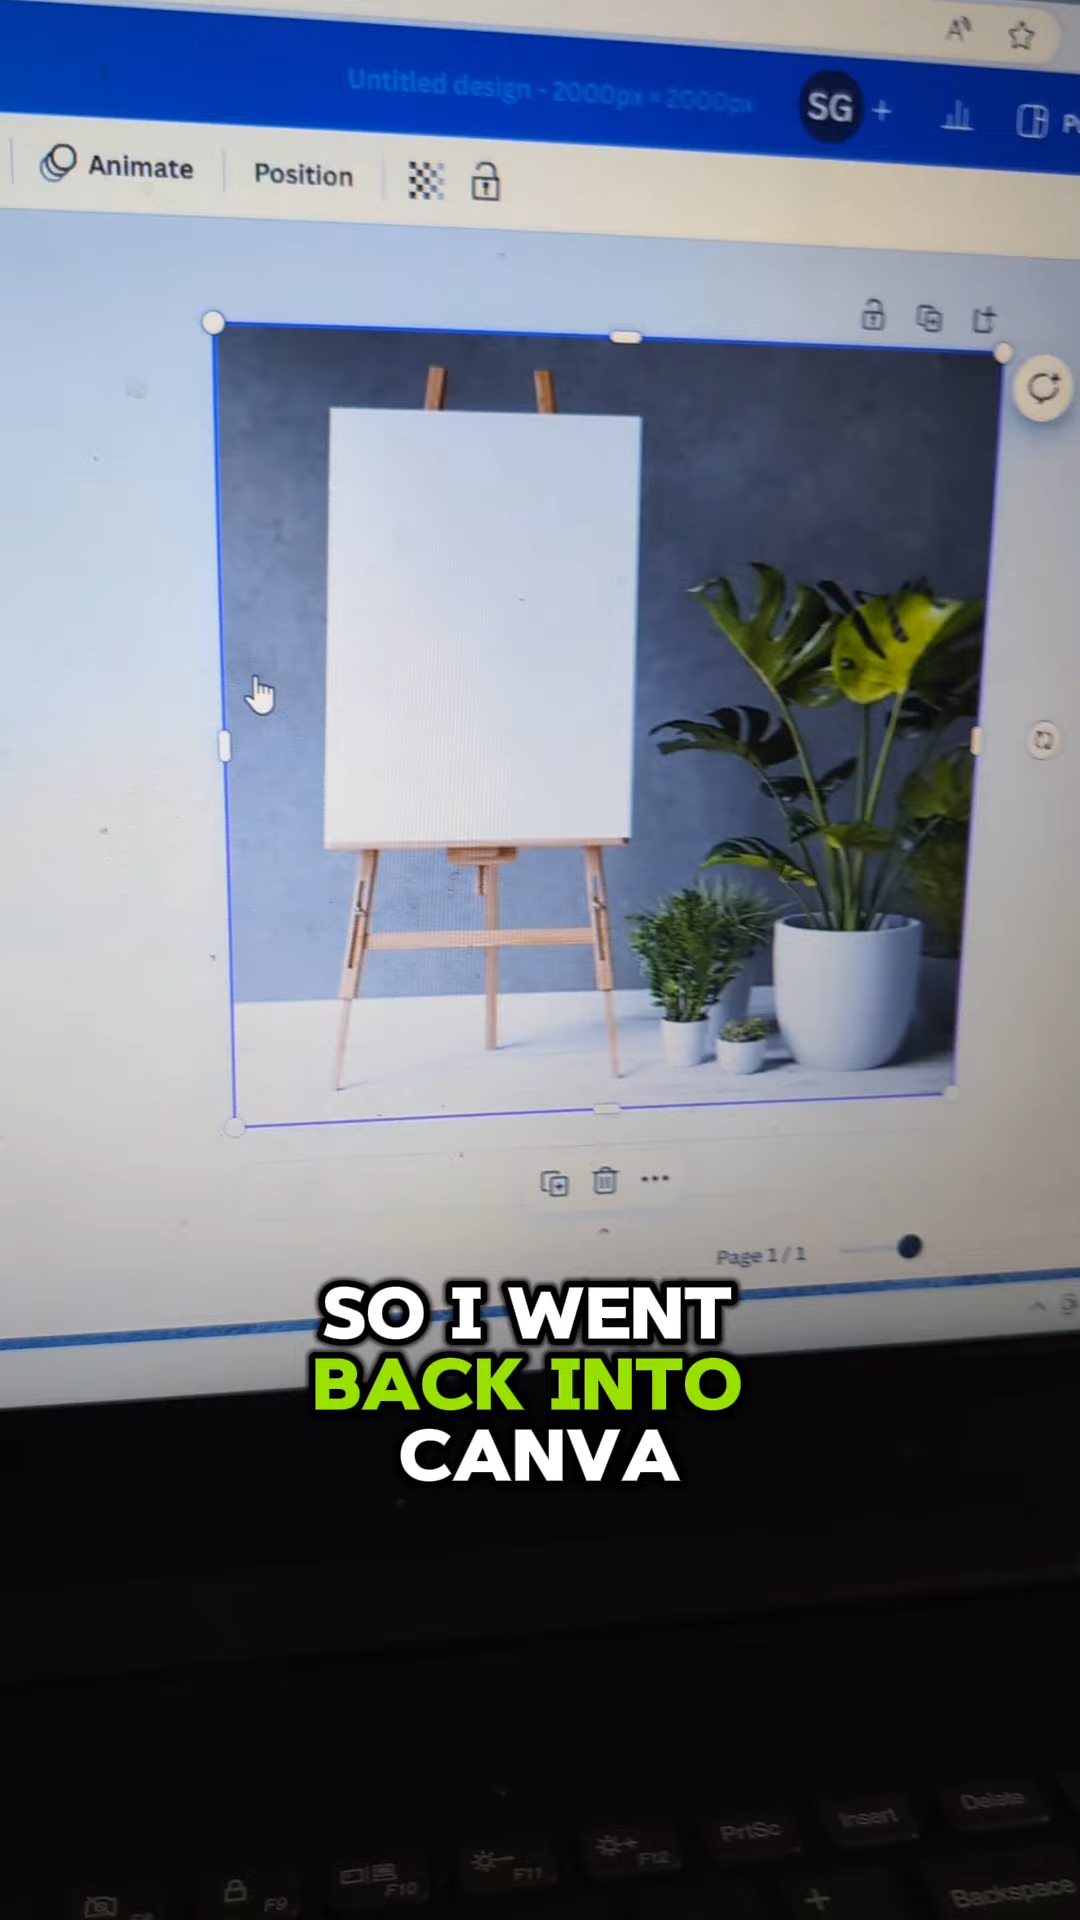 Untitled design - 2000px × 2000px
SG
Animate
Position
Page 1 / 1
SO I WENT
BACK INTO
CANVA
Delete
Insert
PrtSc
F12
F11
F10
F9
Backspace